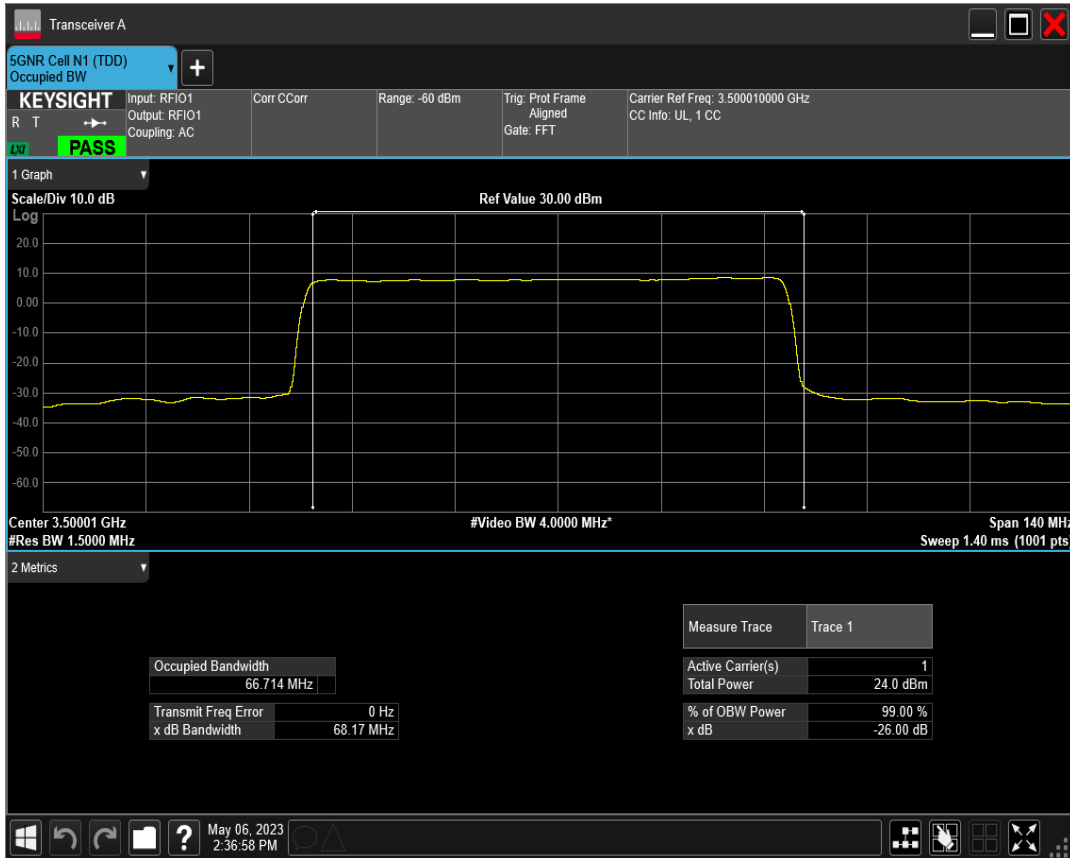 Transceiver A
5GNR Cell N1 (TDD)
Occupied BW
+
KEYSIGHT
R T
LXI
PASS
Input: RFIO1
Output: RFIO1
Coupling: AC
Corr CCorr
Range: -60 dBm
Trig: Prot Frame
Aligned
Gate: FFT
Carrier Ref Freq: 3.500010000 GHz
CC Info: UL, 1 CC
1 Graph
Scale/Div 10.0 dB
Ref Value 30.00 dBm
Log
20.0
10.0
0.00
-10.0
-20.0
-30.0
-40.0
-50.0
-60.0
Center 3.50001 GHz
#Video BW 4.0000 MHz*
Span 140 MHz
#Res BW 1.5000 MHz
Sweep 1.40 ms (1001 pts)
2 Metrics
Measure Trace Trace 1
Occupied Bandwidth
66.714 MHz
Active Carrier(s) 1
Total Power 24.0 dBm
Transmit Freq Error 0 Hz
x dB Bandwidth 68.17 MHz
% of OBW Power 99.00 %
x dB -26.00 dB
?
May 06, 2023
2:36:58 PM